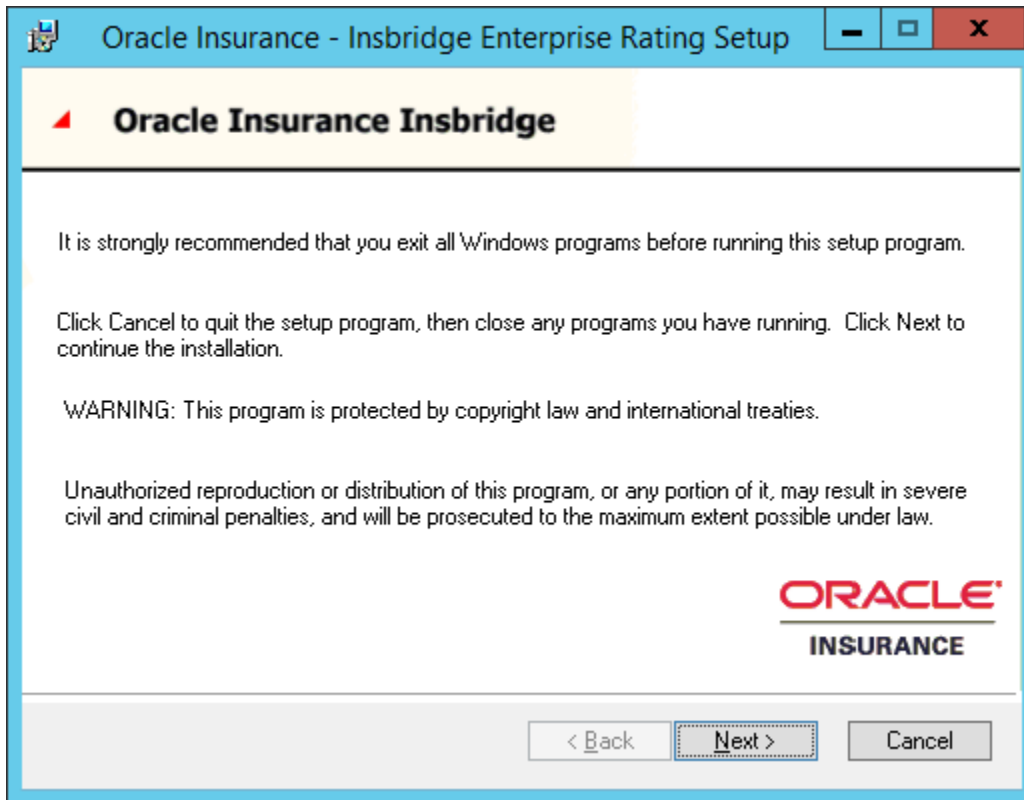 Oracle Insurance - Insbridge Enterprise Rating Setup
Oracle Insurance Insbridge
It is strongly recommended that you exit all Windows programs before running this setup program.
Click Cancel to quit the setup program, then close any programs you have running. Click Next to
continue the installation.
WARNING: This program is protected by copyright law and international treaties.
Unauthorized reproduction or distribution of this program, or any portion of it, may result in severe
civil and criminal penalties, and will be prosecuted to the maximum extent possible under law.
ORACLE
INSURANCE
< Back Next > Cancel